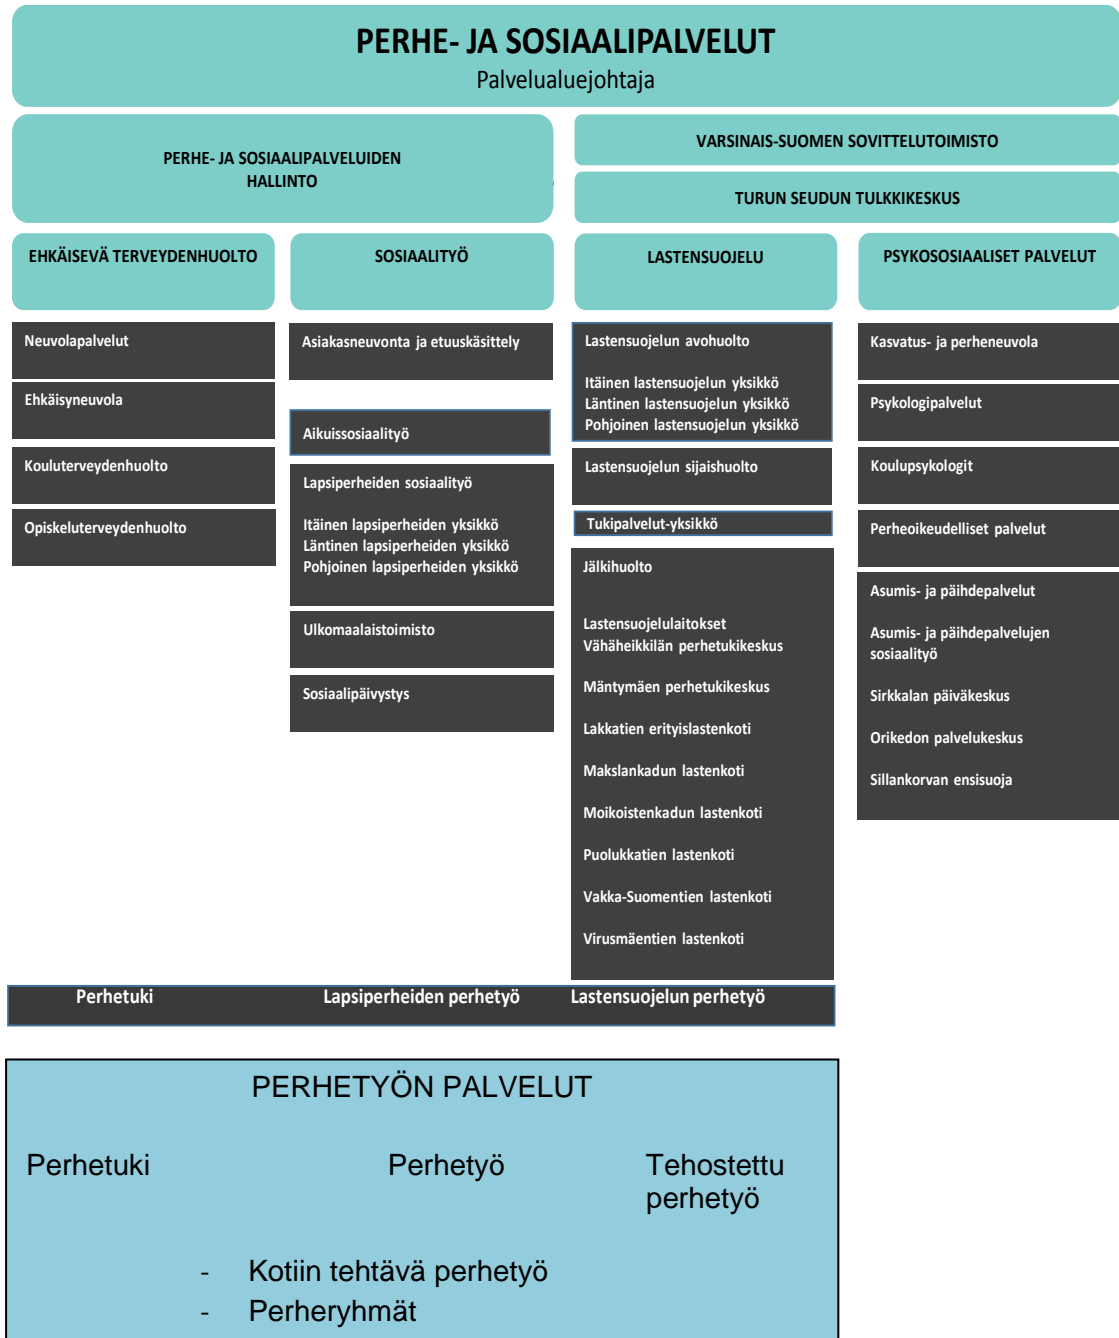 PERHE- JA SOSIAALIPALVELUT
Palvelualuejohtaja
PERHE- JA SOSIAALIPALVELUIDEN
HALLINTO
VARSINAIS-SUOMEN SOVITTELUTOIMISTO
TURUN SEUDUN TULKKIKESKUS
EHKÄISEVÄ TERVEYDENHUOLTO
Neuvolapalvelut
Ehkäisyneuvola
Kouluterveydenhuolto
Opiskeluterveydenhuolto
SOSIAALITYÖ
Asiakasneuvonta ja etuuskäsittely
Aikuissosiaalityö
Lapsiperheiden sosiaalityö
Itäinen lapsiperheiden yksikkö
Läntinen lapsiperheiden yksikkö
Pohjoinen lapsiperheiden yksikkö
Ulkomaalaistoimisto
Sosiaalipäivystys
LASTENSUOJELU
Lastensuojelun avohuolto
Itäinen lastensuojelun yksikkö
Läntinen lastensuojelun yksikkö
Pohjoinen lastensuojelun yksikkö
Lastensuojelun sijaishuolto
Tukipalvelut-yksikkö
Jälkihuolto
Lastensuojelulaitokset
Vähäheikkilän perhetukikeskus
Mäntymäen perhetukikeskus
Lakkatien erityislastenkoti
Makslankadun lastenkoti
Moikoistenkadun lastenkoti
Puolukkatien lastenkoti
Vakka-Suomentien lastenkoti
Virusmäentien lastenkoti
PSYKOSOSIAALISET PALVELUT
Kasvatus- ja perheneuvola
Psykologipalvelut
Koulupsykologit
Perheoikeudelliset palvelut
Asumis- ja päihdepalvelut
Asumis- ja päihdepalvelujen
sosiaalityö
Sirkkalan päiväkeskus
Orikedon palvelukeskus
Sillankorvan ensisuoja
Perhetuki Lapsiperheiden perhetyö Lastensuojelun perhetyö
PERHETYÖN PALVELUT
Perhetuki Perhetyö Tehostettu
perhetyö
- Kotiin tehtävä perhetyö
- Perheryhmät